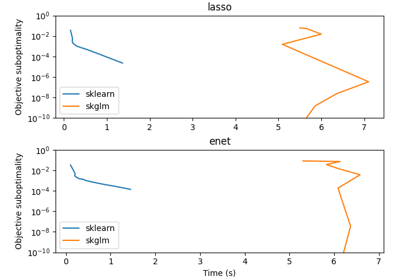 lasso
10^0
10^-2
10^-4
10^-6
10^-8
10^-10
Objective suboptimality
sklearn
skglm
0 1 2 3 4 5 6 7
enet
10^0
10^-2
10^-4
10^-6
10^-8
10^-10
Objective suboptimality
sklearn
skglm
0 1 2 3 4 5 6 7
Time (s)